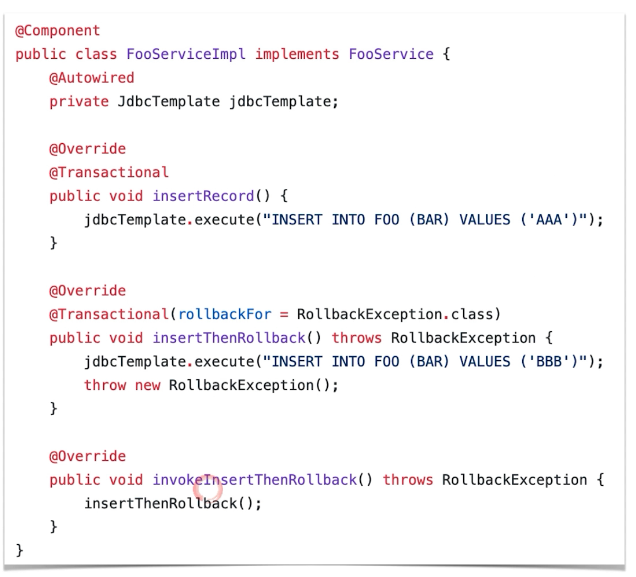 @Component
public class FooServiceImpl implements FooService {
    @Autowired
    private JdbcTemplate jdbcTemplate;

    @Override
    @Transactional
    public void insertRecord() {
        jdbcTemplate.execute("INSERT INTO FOO (BAR) VALUES ('AAA')");
    }

    @Override
    @Transactional(rollbackFor = RollbackException.class)
    public void insertThenRollback() throws RollbackException {
        jdbcTemplate.execute("INSERT INTO FOO (BAR) VALUES ('BBB')");
        throw new RollbackException();
    }

    @Override
    public void invokeInsertThenRollback() throws RollbackException {
        insertThenRollback();
    }
}